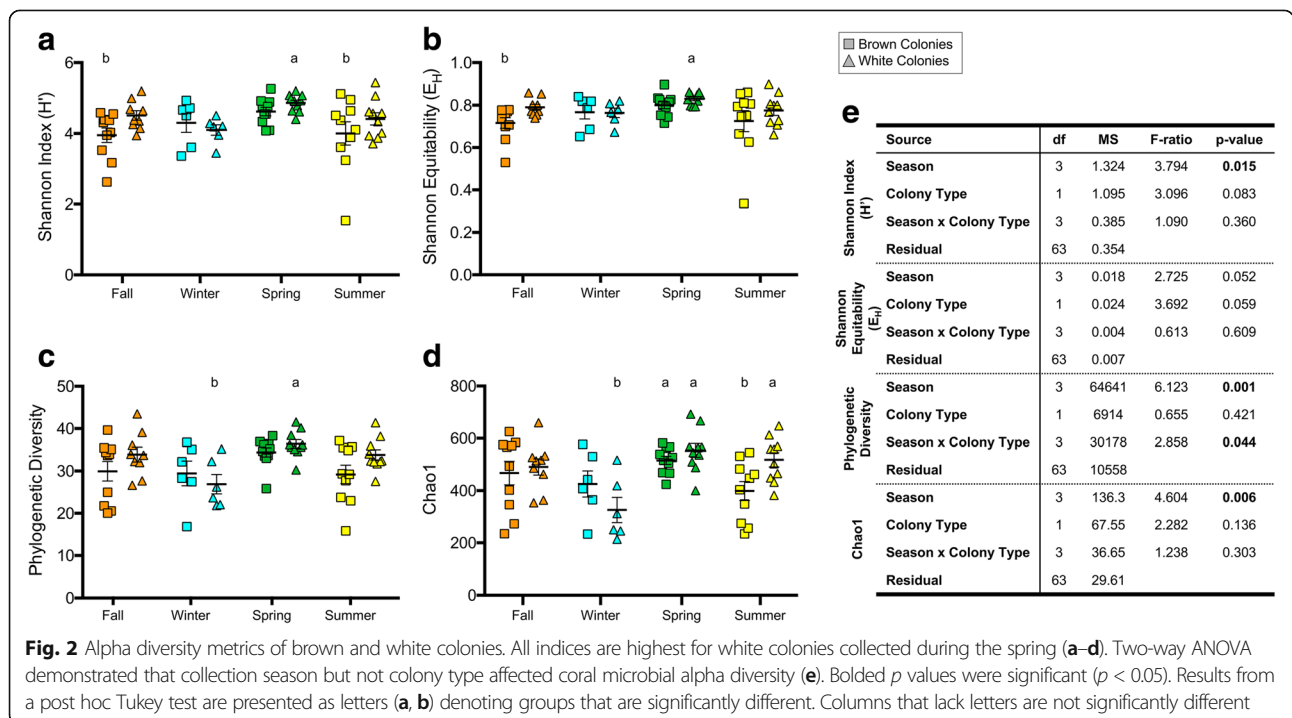 a
b
Brown Colonies
White Colonies
b a b
b a
6
4
2
0
Shannon Index (H')
Fall Winter Spring Summer
1.0
0.8
0.6
0.4
0.2
0.0
Shannon Equitability (EH)
Fall Winter Spring Summer
c
d
b a
b a a b a
50
40
30
20
10
0
Phylogenetic Diversity
Fall Winter Spring Summer
800
600
400
200
0
Chao1
Fall Winter Spring Summer
e
Source df MS F-ratio p-value
Shannon Index (H')
Season 3 1.324 3.794 0.015
Colony Type 1 1.095 3.096 0.083
Season x Colony Type 3 0.385 1.090 0.360
Residual 63 0.354
Shannon Equitability (EH)
Season 3 0.018 2.725 0.052
Colony Type 1 0.024 3.692 0.059
Season x Colony Type 3 0.004 0.613 0.609
Residual 63 0.007
Phylogenetic Diversity
Season 3 64641 6.123 0.001
Colony Type 1 6914 0.655 0.421
Season x Colony Type 3 30178 2.858 0.044
Residual 63 10558
Chao1
Season 3 136.3 4.604 0.006
Colony Type 1 67.55 2.282 0.136
Season x Colony Type 3 36.65 1.238 0.303
Residual 63 29.61
Fig. 2 Alpha diversity metrics of brown and white colonies. All indices are highest for white colonies collected during the spring (a–d). Two-way ANOVA
demonstrated that collection season but not colony type affected coral microbial alpha diversity (e). Bolded p values were significant (p < 0.05). Results from
a post hoc Tukey test are presented as letters (a, b) denoting groups that are significantly different. Columns that lack letters are not significantly different